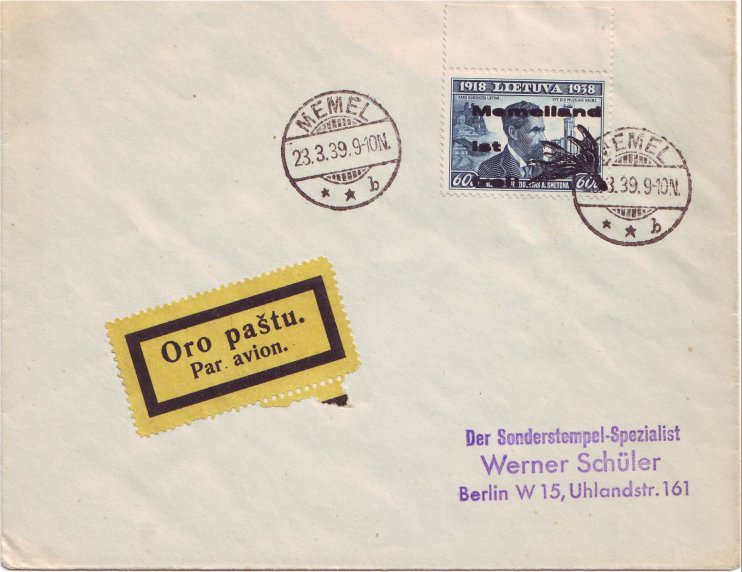 MEMEL
23.3.39.9-10N.
b
1918 LIETUVA 1938
Memelland
ist
60
A. SMETONA
60
MEMEL
3.39.9-10N.
b
Oro paštu.
Par avion.
Der Sonderstempel-Spezialist
Werner Schüler
Berlin W 15, Uhlandstr. 161